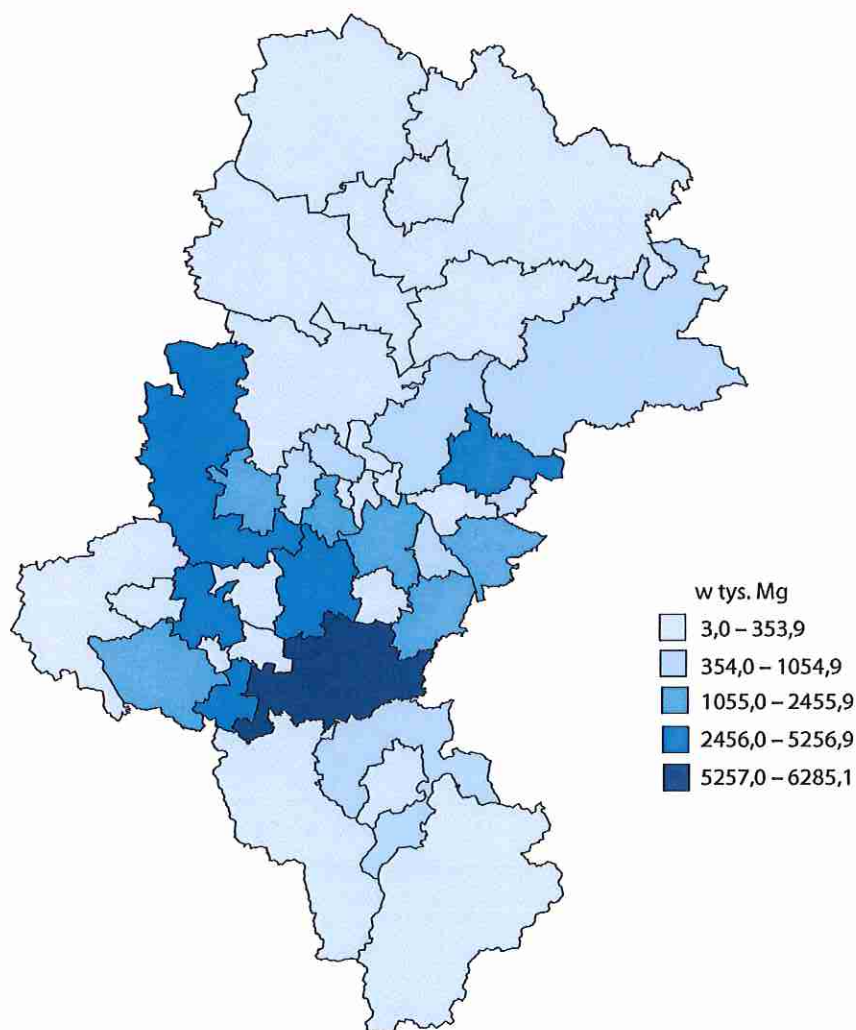 w tys. Mg
3,0 – 353,9
354,0 – 1054,9
1055,0 – 2455,9
2456,0 – 5256,9
5257,0 – 6285,1